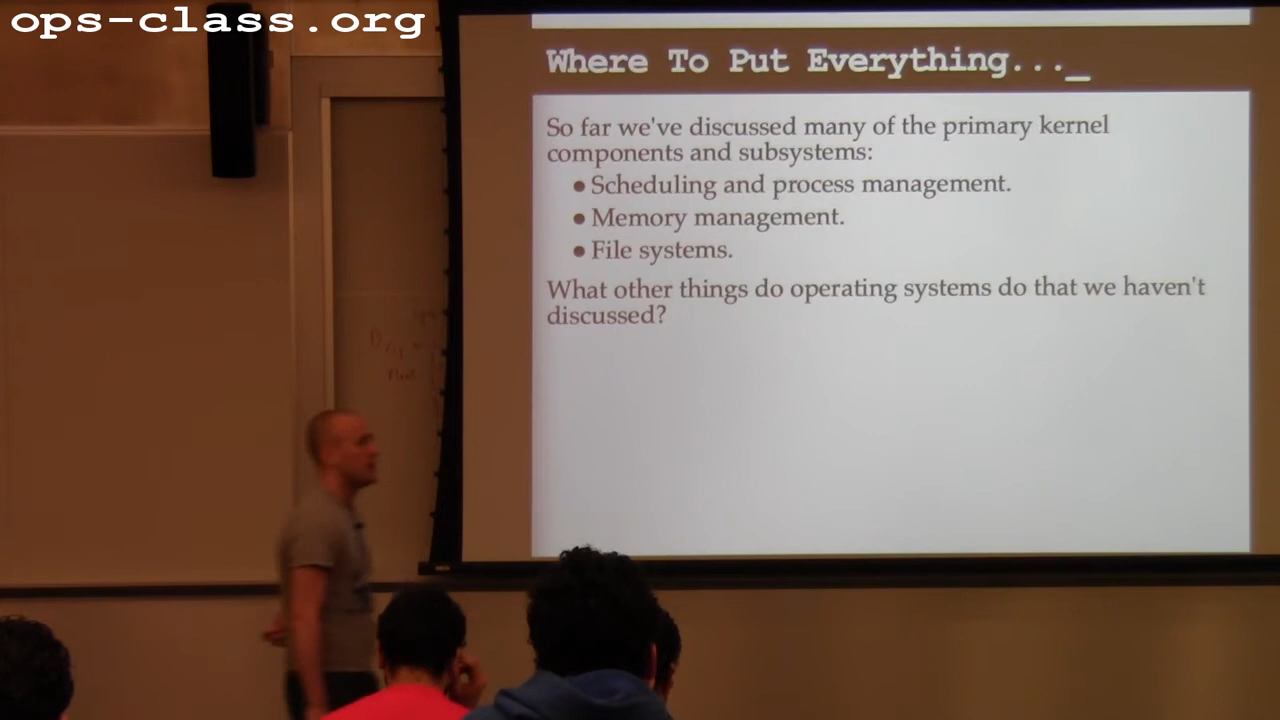 ops-class.org
Where To Put Everything..._
So far we've discussed many of the primary kernel
components and subsystems:
● Scheduling and process management.
● Memory management.
● File systems.
What other things do operating systems do that we haven't
discussed?